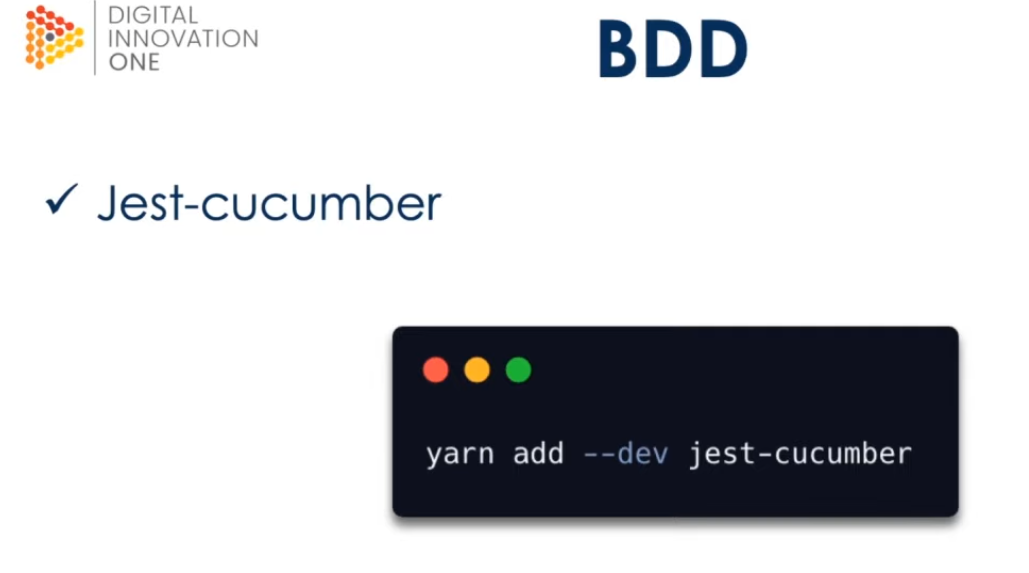 DIGITAL
INNOVATION
ONE
BDD
✓ Jest-cucumber
yarn add --dev jest-cucumber